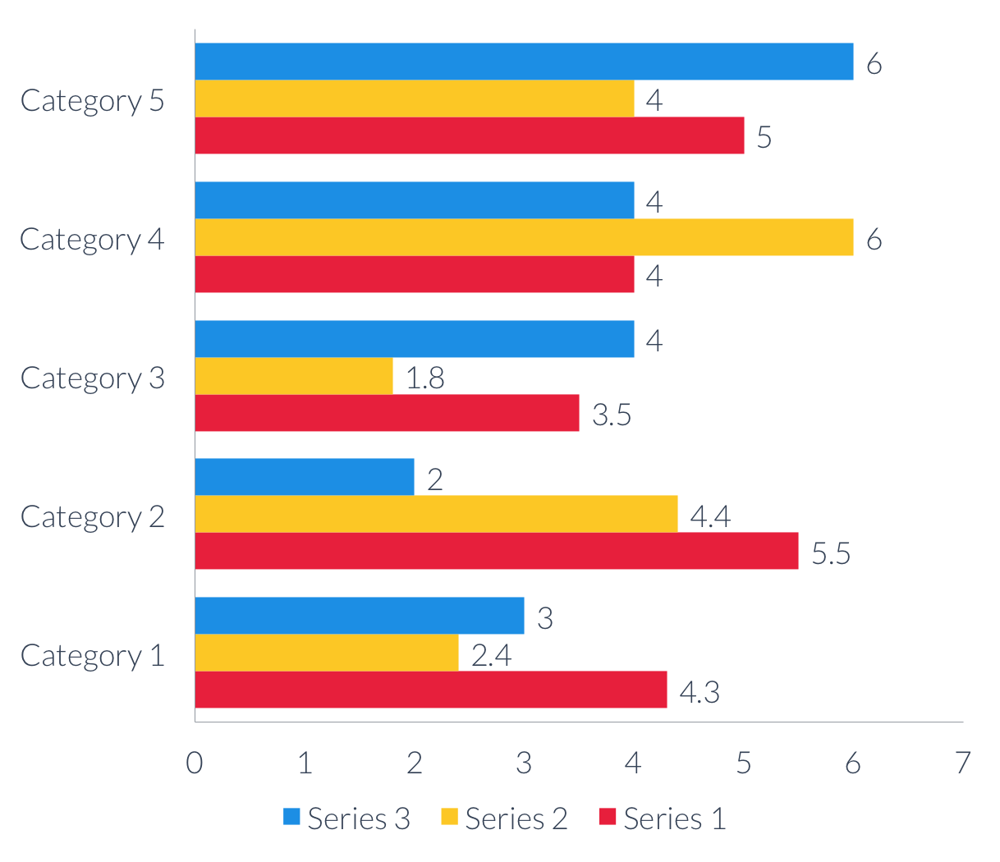 6
Category 5
4
5
4
Category 4
6
4
4
Category 3
1.8
3.5
2
Category 2
4.4
5.5
3
Category 1
2.4
4.3
0 1 2 3 4 5 6 7
Series 3 Series 2 Series 1